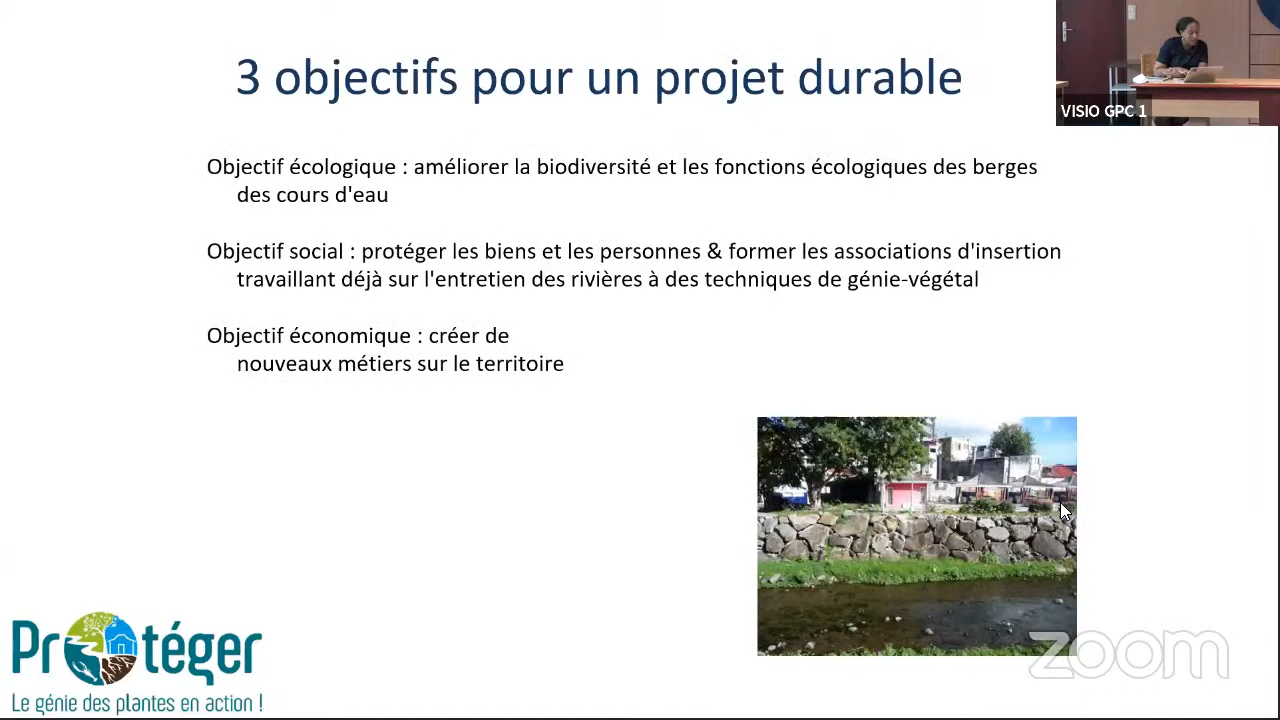 3 objectifs pour un projet durable
VISIO GPC 1
Objectif écologique : améliorer la biodiversité et les fonctions écologiques des berges
des cours d'eau
Objectif social : protéger les biens et les personnes & former les associations d'insertion
travaillant déjà sur l'entretien des rivières à des techniques de génie-végétal
Objectif économique : créer de
nouveaux métiers sur le territoire
Protéger
Le génie des plantes en action !
zoom